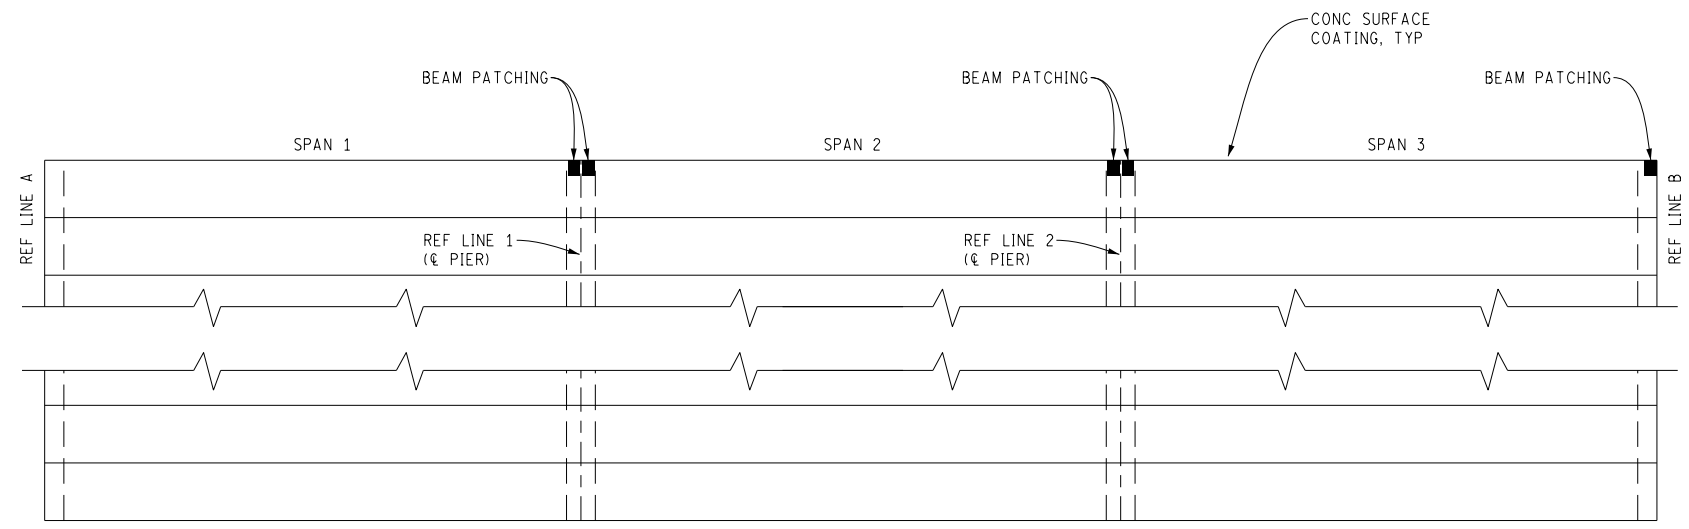 CONC SURFACE
COATING, TYP
BEAM PATCHING
BEAM PATCHING
BEAM PATCHING
SPAN 1
SPAN 2
SPAN 3
REF LINE A
REF LINE B
REF LINE 1
(℄ PIER)
REF LINE 2
(℄ PIER)